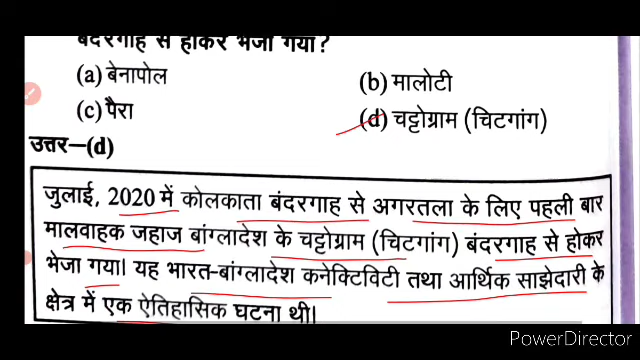 बंदरगाह से होकर भेजा गया?
(a) बेनापोल
(b) मालोटी
(c) पैरा
(d) चट्टोग्राम (चिटगांग)
उत्तर–(d)
जुलाई, 2020 में कोलकाता बंदरगाह से अगरतला के लिए पहली बार
मालवाहक जहाज बांग्लादेश के चट्टोग्राम (चिटगांग) बंदरगाह से होकर
भेजा गया। यह भारत-बांग्लादेश कनेक्टिविटी तथा आर्थिक साझेदारी के
क्षेत्र में एक ऐतिहासिक घटना थी।
PowerDirector